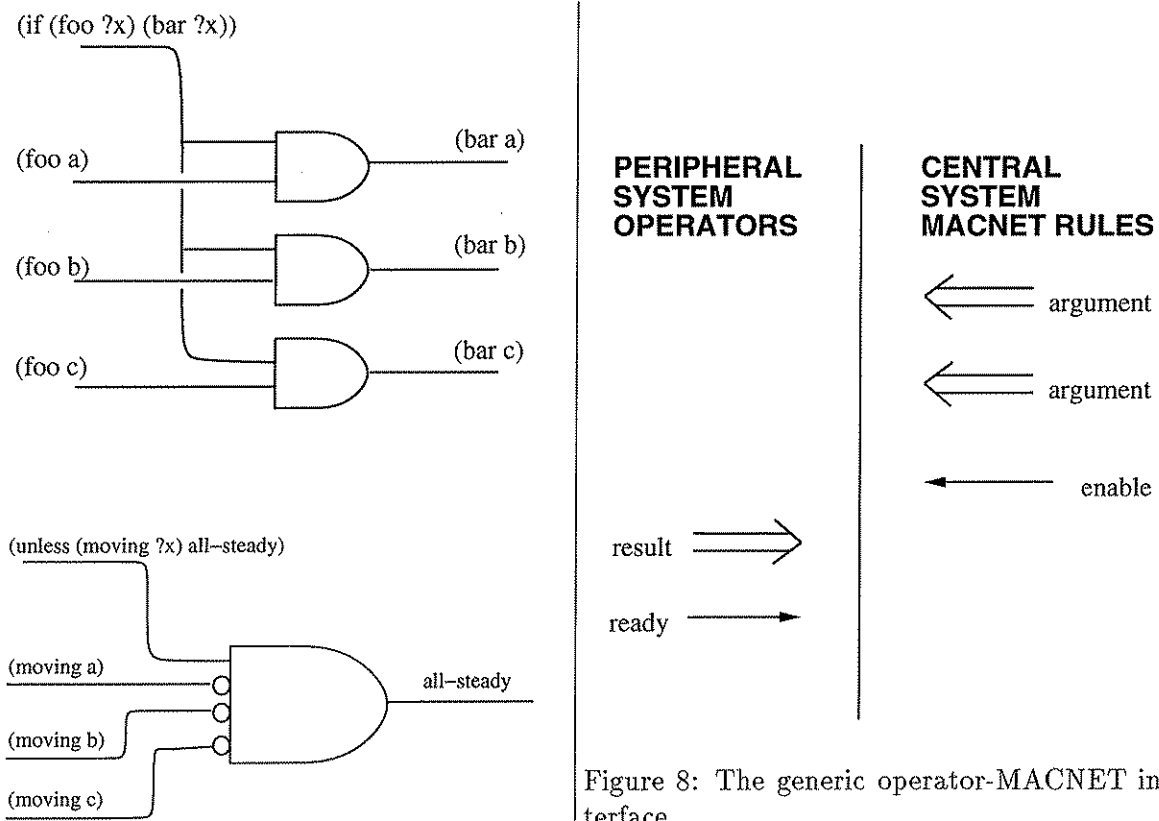 (if (foo ?x) (bar ?x))
(foo a)
(bar a)
(foo b)
(bar b)
(foo c)
(bar c)
(unless (moving ?x) all–steady)
(moving a)
all–steady
(moving b)
(moving c)
PERIPHERAL
SYSTEM
OPERATORS
CENTRAL
SYSTEM
MACNET RULES
argument
argument
enable
result
ready
Figure 8: The generic operator-MACNET in
terface